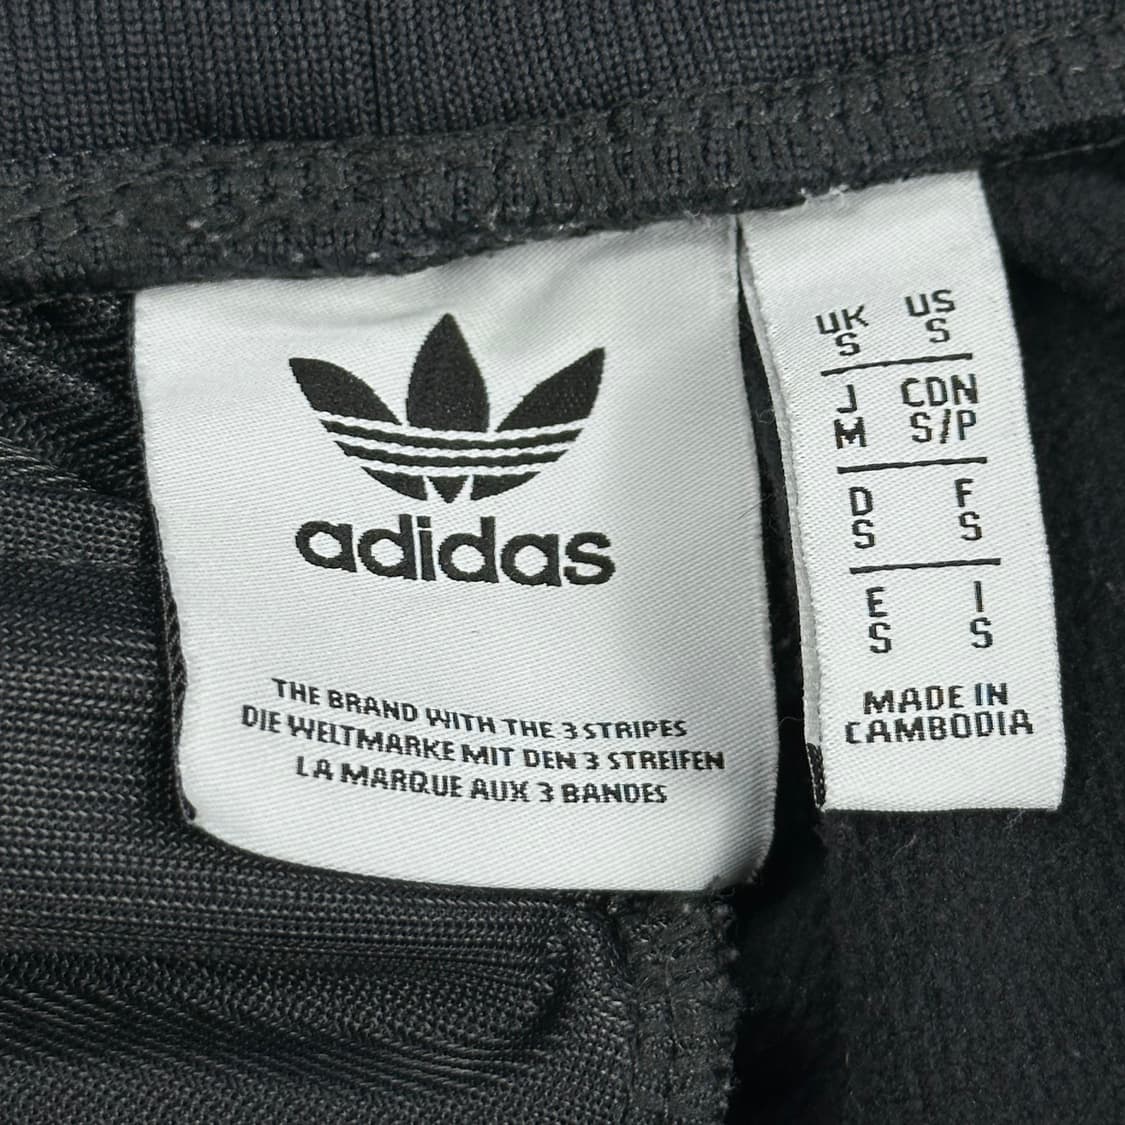 adidas
THE BRAND WITH THE 3 STRIPES
DIE WELTMARKE MIT DEN 3 STREIFEN
LA MARQUE AUX 3 BANDES
UK US
S S
J CDN
M S/P
D F
S S
E I
S S
MADE IN
CAMBODIA